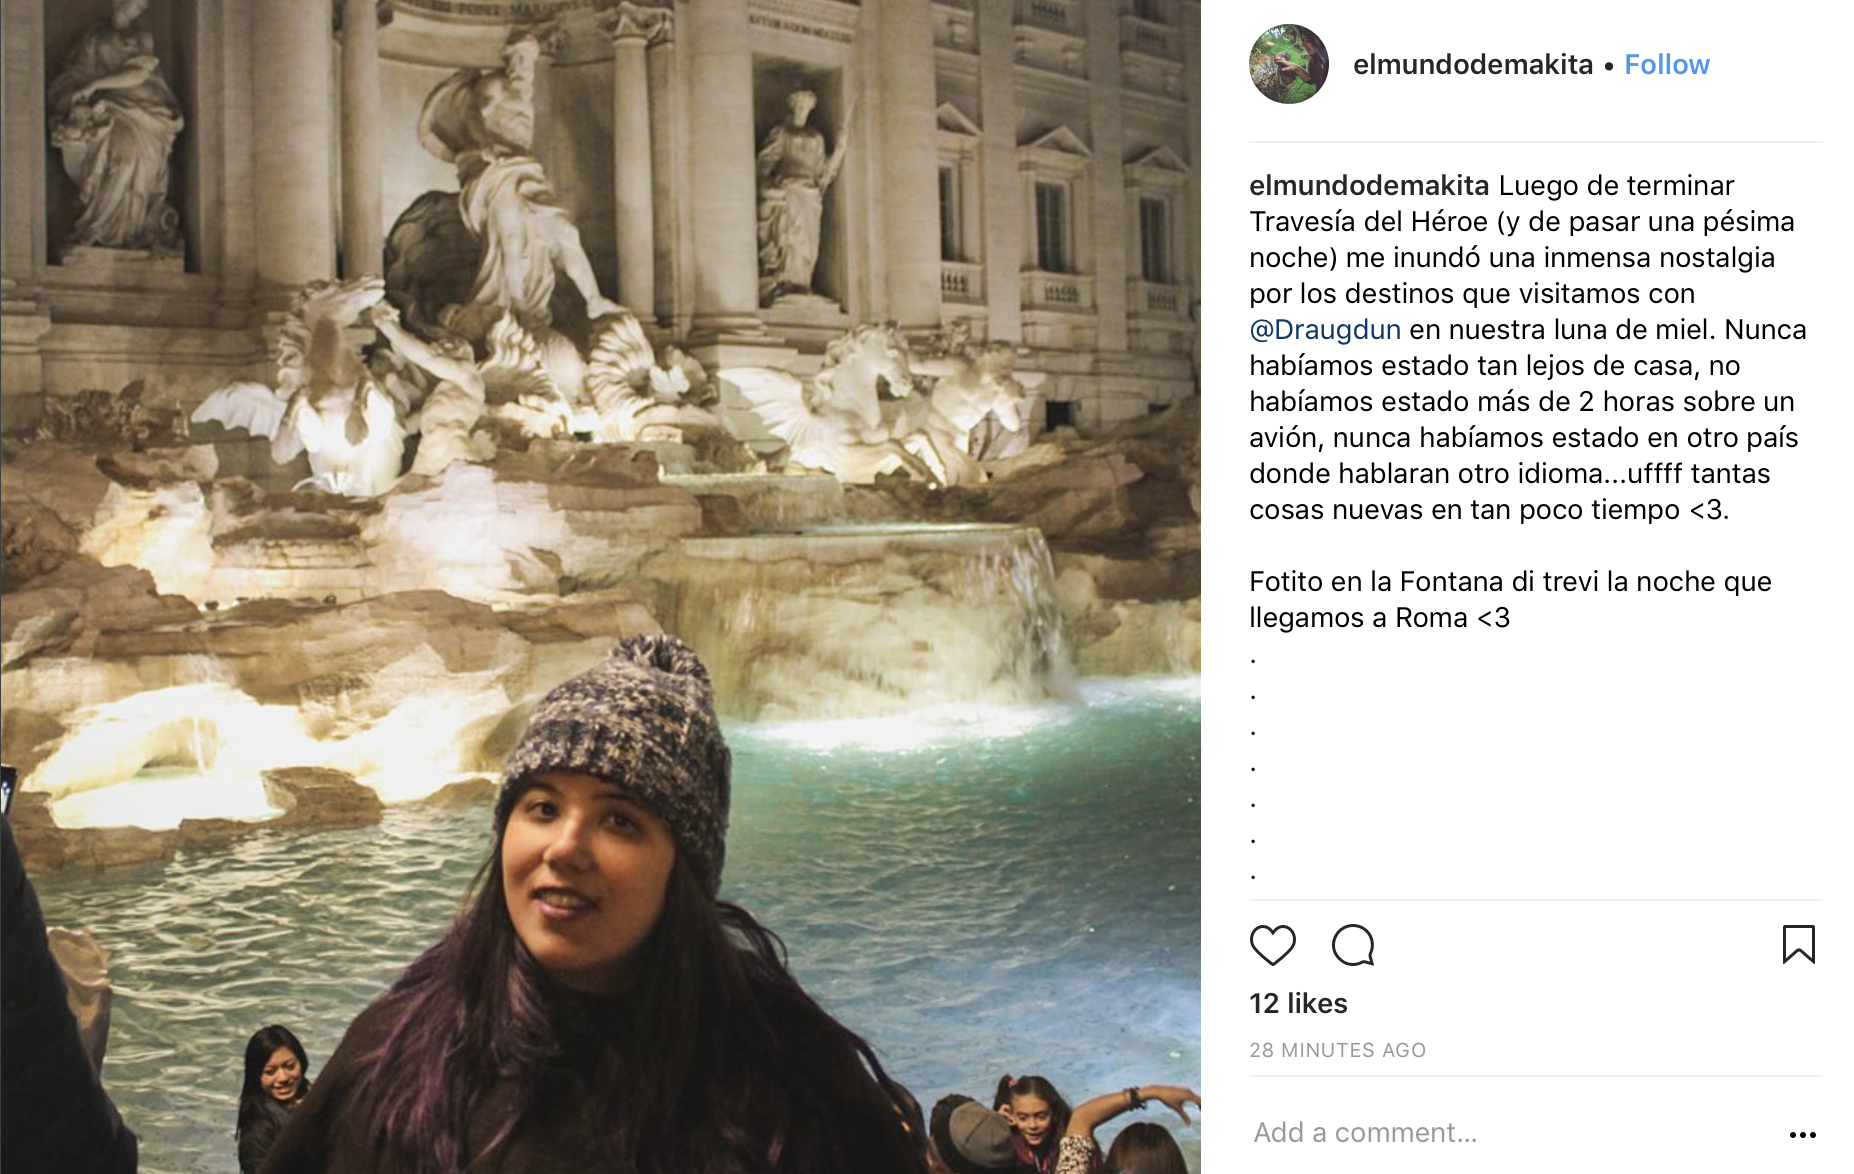 elmundodemakita • Follow
elmundodemakita Luego de terminar
Travesía del Héroe (y de pasar una pésima
noche) me inundó una inmensa nostalgia
por los destinos que visitamos con
@Draugdun en nuestra luna de miel. Nunca
habíamos estado tan lejos de casa, no
habíamos estado más de 2 horas sobre un
avión, nunca habíamos estado en otro país
donde hablaran otro idioma...uffff tantas
cosas nuevas en tan poco tiempo <3.
Fotito en la Fontana di trevi la noche que
llegamos a Roma <3
.
.
.
.
.
.
.
12 likes
28 MINUTES AGO
Add a comment...